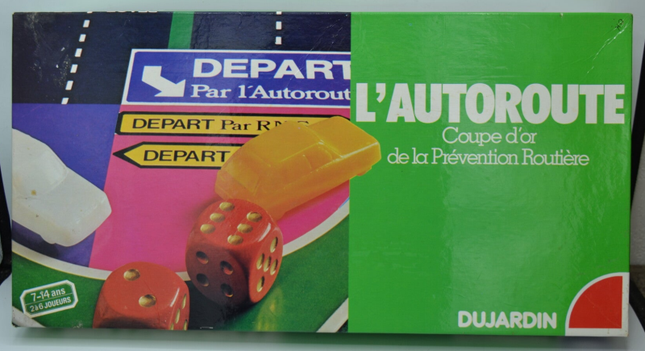 DEPART
Par l'Autorout
DEPART Par R.N.
DEPART
L'AUTOROUTE
Coupe d'or
de la Prévention Routière
7-14 ans
2 à 6 JOUEURS
DUJARDIN